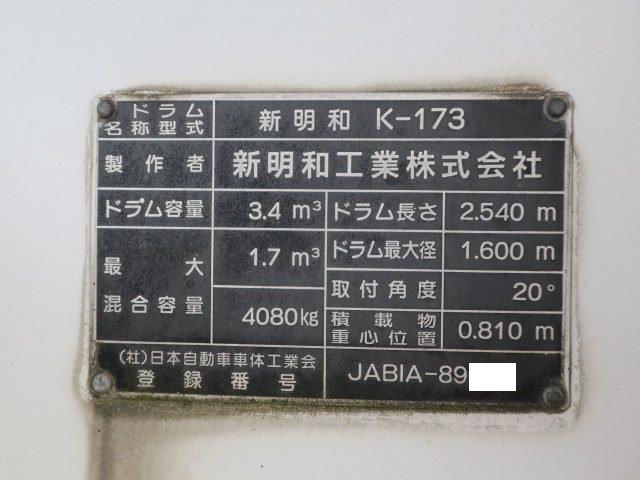 ドラム
名称型式 新明和 K-173
製作者 新明和工業株式会社
ドラム容量 3.4 m³ ドラム長さ 2.540 m
最大 1.7 m³ ドラム最大径 1.600 m
混合容量 4080kg 取付角度 20°
積載物
重心位置 0.810 m
(社)日本自動車車体工業会
登録番号 JABIA-89